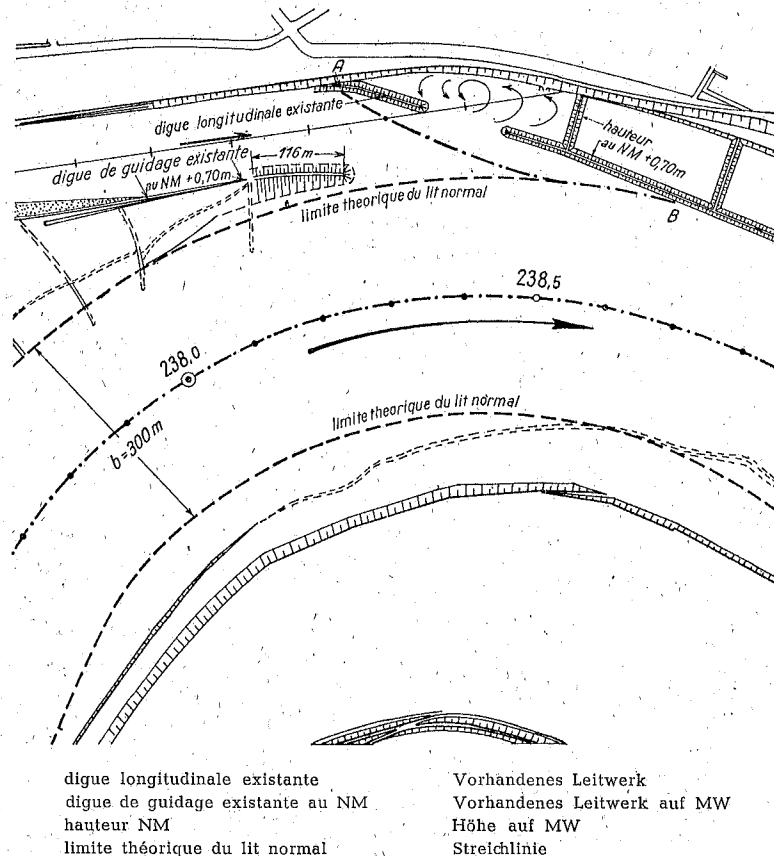 A
digue longitudinale existante
digue de guidage existante
au NM +0,70m
116m
hauteur
au NM +0,70m
limite theorique du lit normal
B
238,5
238,0
b=300m
limite theorique du lit normal
digue longitudinale existante Vorhandenes Leitwerk
digue de guidage existante au NM Vorhandenes Leitwerk auf MW
hauteur NM Höhe auf MW
limite théorique du lit normal Streichlinie